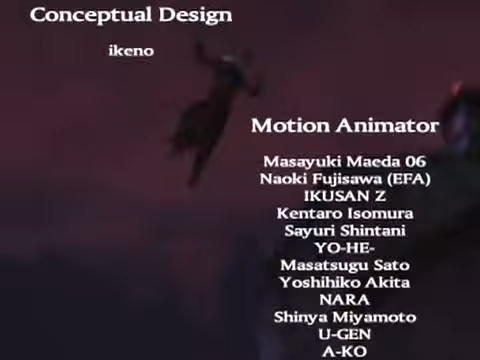 Conceptual Design
ikeno
Motion Animator
Masayuki Maeda 06
Naoki Fujisawa (EFA)
IKUSAN Z
Kentaro Isomura
Sayuri Shintani
YO-HE-
Masatsugu Sato
Yoshihiko Akita
NARA
Shinya Miyamoto
U-GEN
A-KO